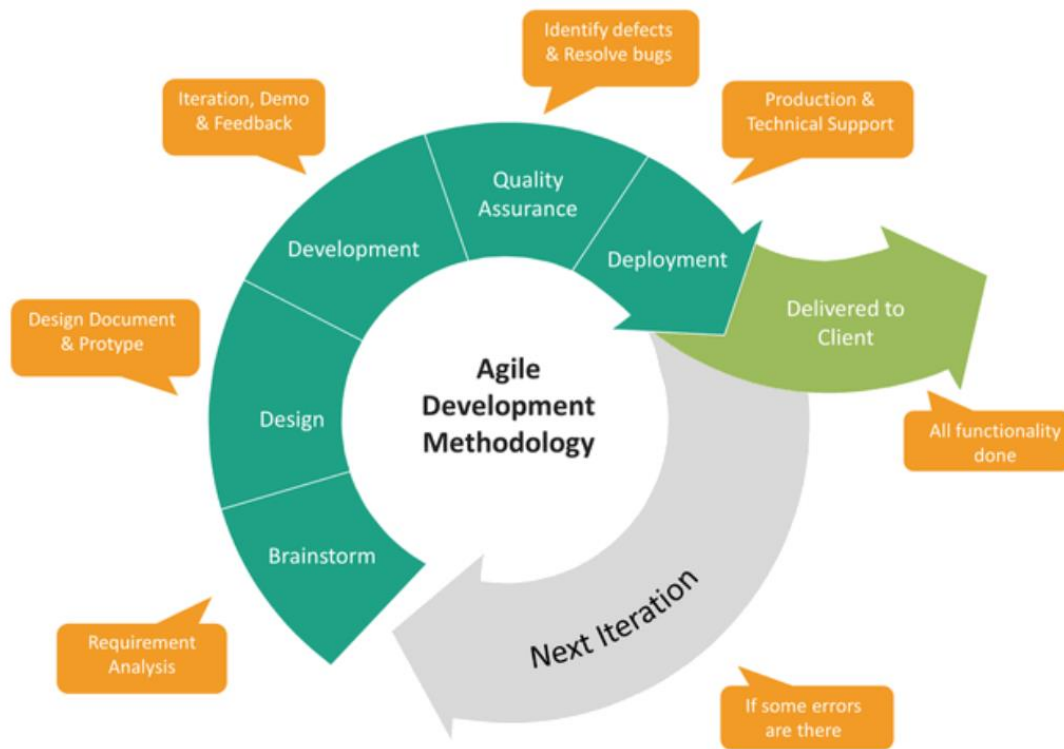 Identify defects
& Resolve bugs
Iteration, Demo
& Feedback
Production &
Technical Support
Quality
Assurance
Development
Deployment
Delivered to
Client
Design Document
& Protype
Agile
Development
Methodology
Design
All functionality
done
Brainstorm
Next Iteration
Requirement
Analysis
If some errors
are there